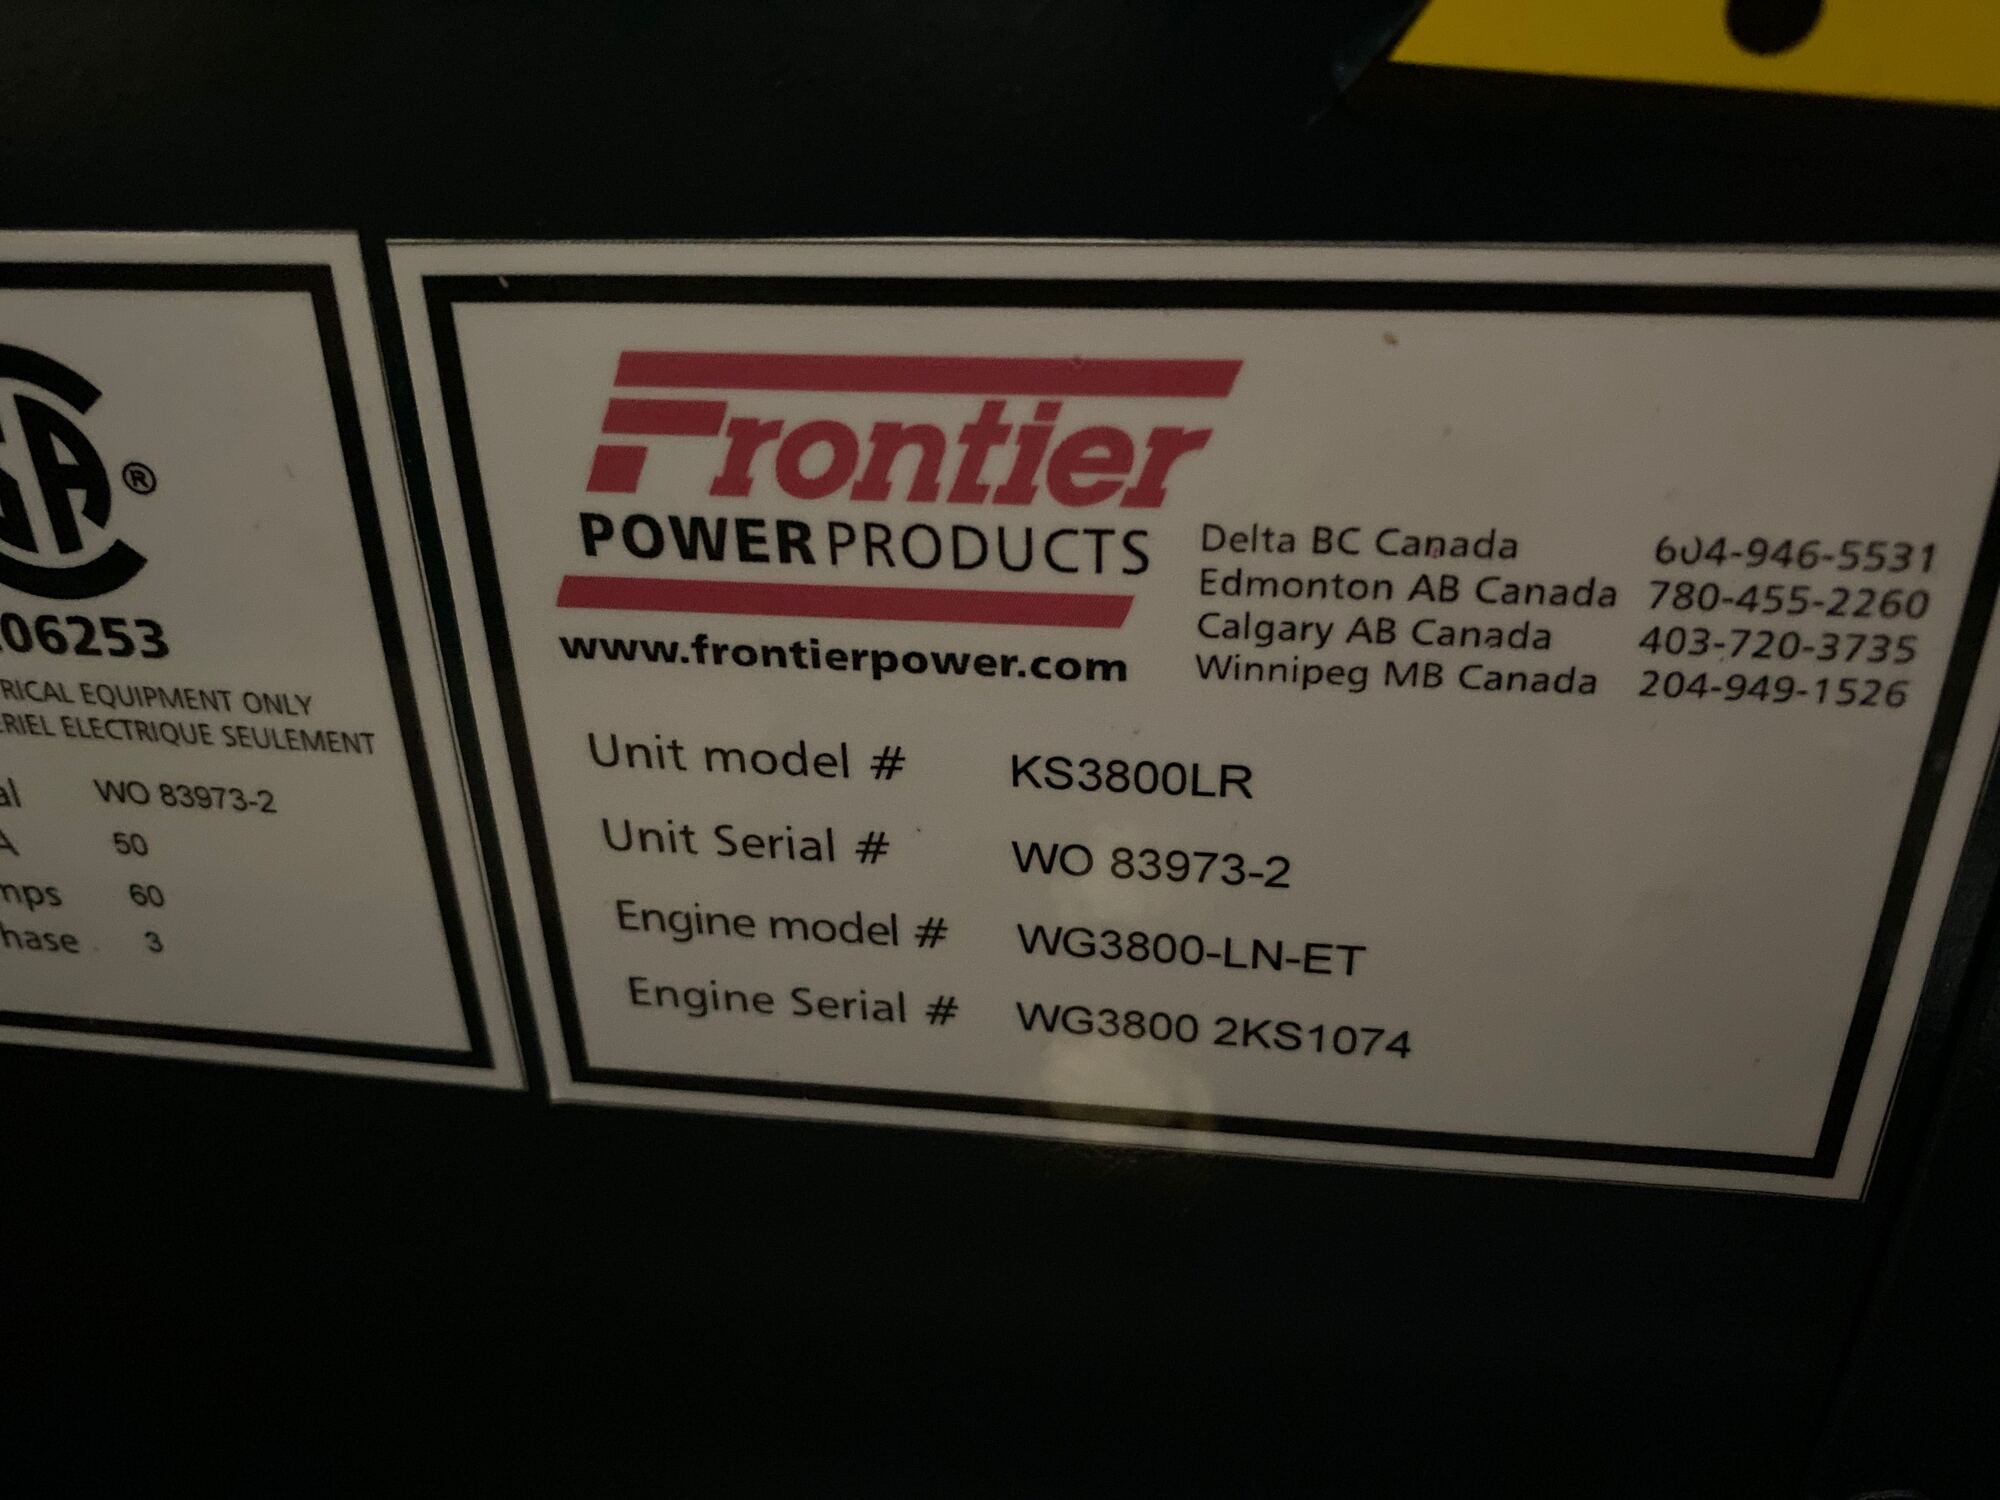 ®
06253
RICAL EQUIPMENT ONLY
RIEL ELECTRIQUE SEULEMENT
al WO 83973-2
A 50
mps 60
hase 3
Frontier
POWER PRODUCTS
www.frontierpower.com
Delta BC Canada 604-946-5531
Edmonton AB Canada 780-455-2260
Calgary AB Canada 403-720-3735
Winnipeg MB Canada 204-949-1526
Unit model # KS3800LR
Unit Serial # WO 83973-2
Engine model # WG3800-LN-ET
Engine Serial # WG3800 2KS1074